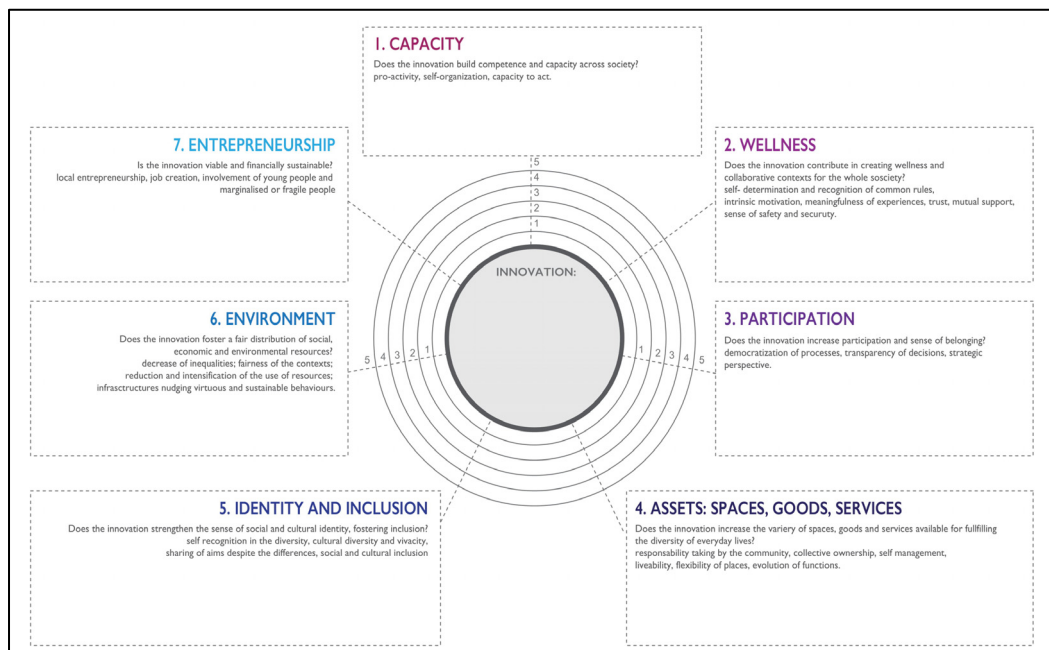 1. CAPACITY
Does the innovation build competence and capacity across society?
pro-activity, self-organization, capacity to act.
7. ENTREPRENEURSHIP
Is the innovation viable and financially sustainable?
local entrepreneurship, job creation, involvement of young people and
marginalised or fragile people
2. WELLNESS
Does the innovation contribute in creating wellness and
collaborative contexts for the whole sosciety?
self- determination and recognition of common rules,
intrinsic motivation, meaningfulness of experiences, trust, mutual support,
sense of safety and securuty.
5
4
3
2
1
INNOVATION:
6. ENVIRONMENT
Does the innovation foster a fair distribution of social,
economic and environmental resources?
decrease of inequalities; fairness of the contexts;
reduction and intensification of the use of resources;
infrasctructures nudging virtuous and sustainable behaviours.
5 4 3 2 1
1 2 3 4 5
3. PARTICIPATION
Does the innovation increase participation and sense of belonging?
democratization of processes, transparency of decisions, strategic
perspective.
5. IDENTITY AND INCLUSION
Does the innovation strengthen the sense of social and cultural identity, fostering inclusion?
self recognition in the diversity, cultural diversity and vivacity,
sharing of aims despite the differences, social and cultural inclusion
4. ASSETS: SPACES, GOODS, SERVICES
Does the innovation increase the variery of spaces, goods and services available for fullfilling
the diversity of everyday lives?
responsability taking by the community, collective ownership, self management,
liveability, flexibility of places, evolution of functions.